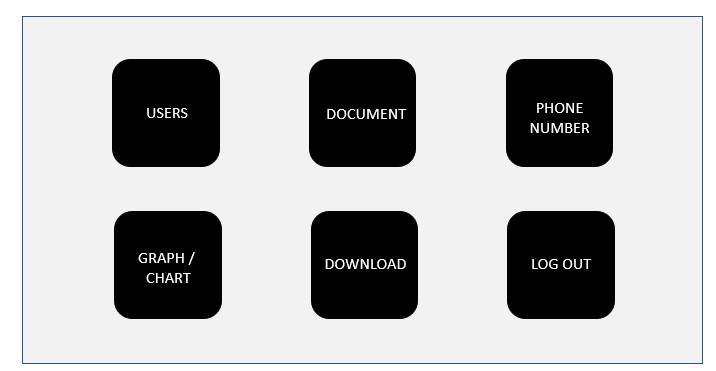 USERS
DOCUMENT
PHONE
NUMBER
GRAPH /
CHART
DOWNLOAD
LOG OUT